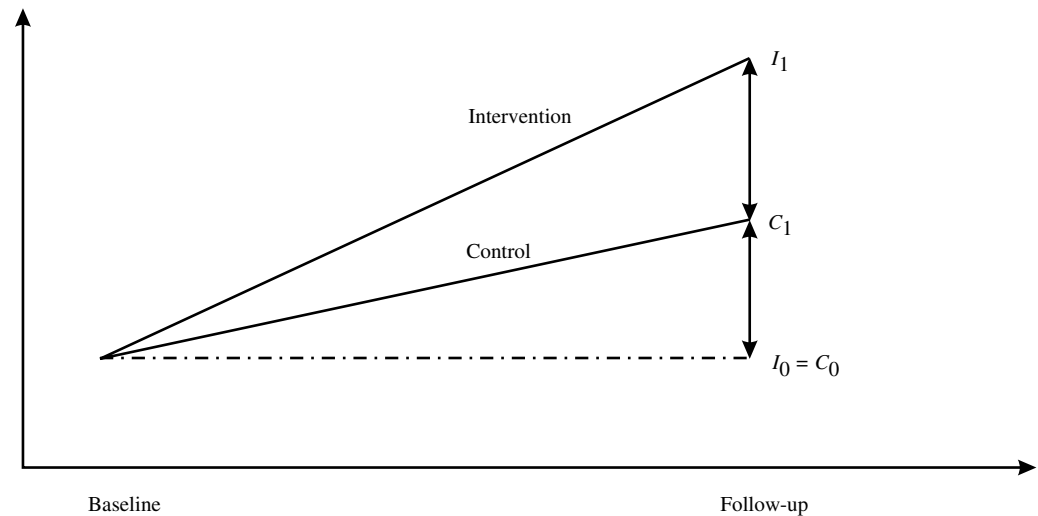 I1
Intervention
C1
Control
I0 = C0
Baseline Follow-up